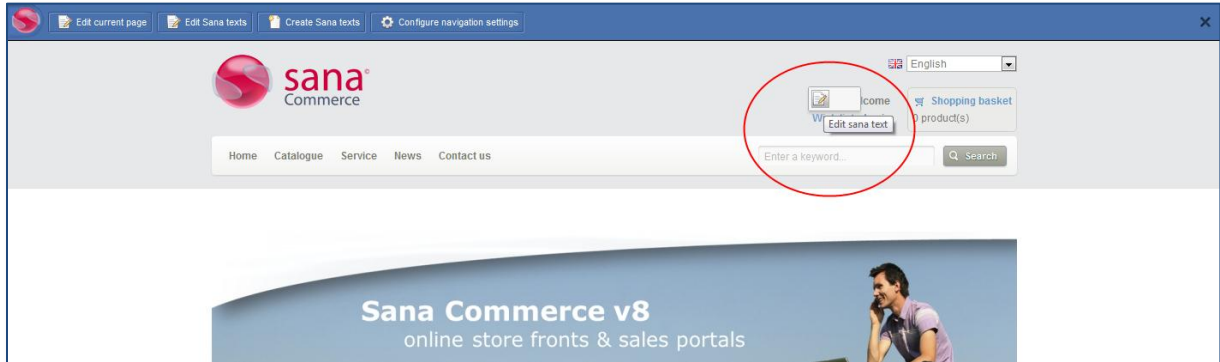 Edit current page Edit Sana texts Create Sana texts Configure navigation settings
sana
Commerce
English
lcome
Edit sana text
Shopping basket
product(s)
Home Catalogue Service News Contact us
Enter a keyword...
Search
Sana Commerce v8
online store fronts & sales portals